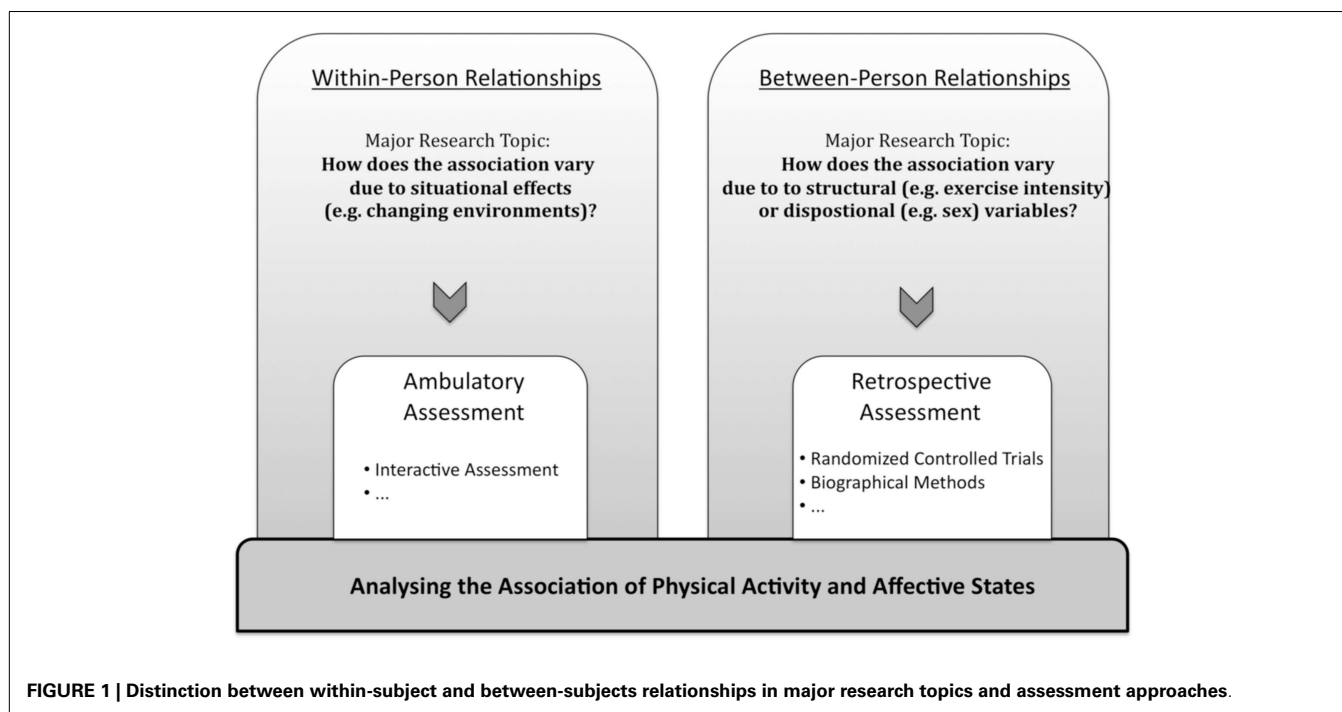 Within-Person Relationships
Major Research Topic:
How does the association vary
due to situational effects
(e.g. changing environments)?
Ambulatory
Assessment
• Interactive Assessment
• ...
Between-Person Relationships
Major Research Topic:
How does the association vary
due to to structural (e.g. exercise intensity)
or dispostional (e.g. sex) variables?
Retrospective
Assessment
• Randomized Controlled Trials
• Biographical Methods
• ...
Analysing the Association of Physical Activity and Affective States
FIGURE 1 | Distinction between within-subject and between-subjects relationships in major research topics and assessment approaches.